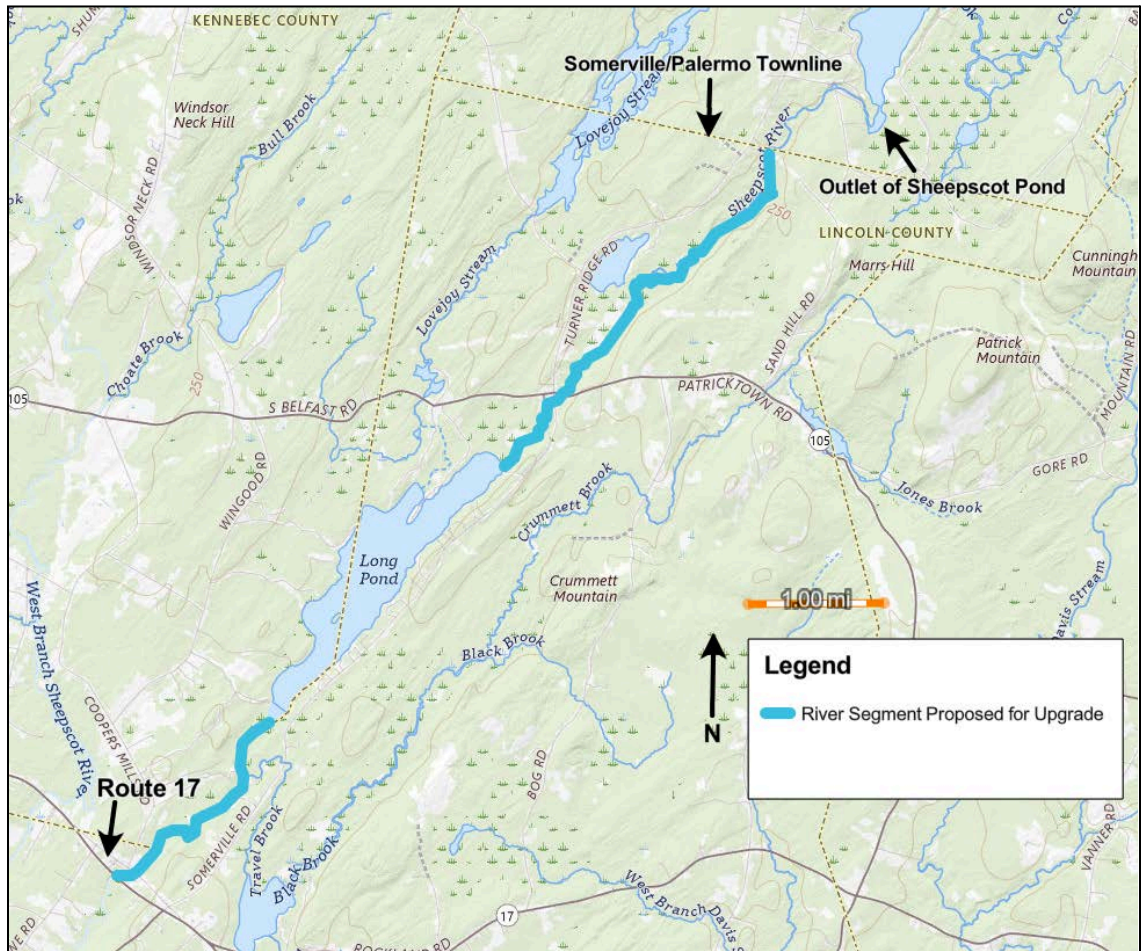 KENNEBEC COUNTY
Somerville/Palermo Townline
Windsor
Neck Hill
Bull Brook
Lovejoy Stream
WINDSOR NECK RD
Sheepscot River
Outlet of Sheepscot Pond
250
LINCOLN COUNTY
Marrs Hill
Cunningh
Mountain
Lovejoy Stream
TURNER RIDGE RD
SAND HILL RD
Patrick
Mountain
MOUNTAIN RD
Choate Brook
250
105
S BELFAST RD
PATRICKTOWN RD
105
GORE RD
Jones Brook
WINGOOD RD
Crummett Brook
Long
Pond
Crummett
Mountain
1.00 mi
Davis Stream
West Branch Sheepscot River
Black Brook
N
Legend
River Segment Proposed for Upgrade
COOPERS MILLS RD
Route 17
BOG RD
SOMERVILLE RD
Travel Brook
Black Brook
VANNER RD
West Branch Davis
17
ROCKLAND RD
WE RD